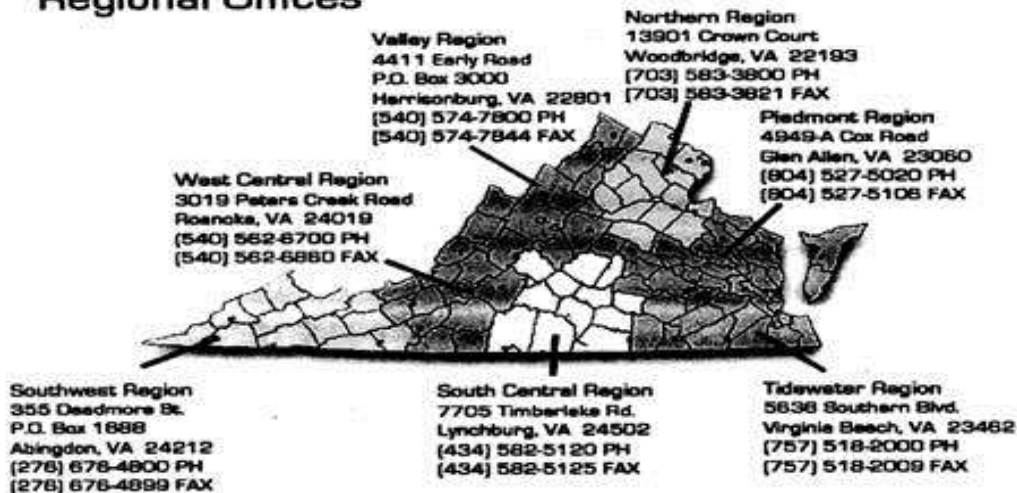 Regional Offices
Northern Region
13901 Crown Court
Woodbridge, VA 22193
(703) 583-3800 PH
(703) 583-3821 FAX
Valley Region
4411 Early Road
P.O. Box 3000
Harrisonburg, VA 22801
(540) 574-7800 PH
(540) 574-7844 FAX
Piedmont Region
4949-A Cox Road
Glen Allen, VA 23060
(804) 527-5020 PH
(804) 527-5106 FAX
West Central Region
3019 Peters Creek Road
Roanoke, VA 24019
(540) 562-6700 PH
(540) 562-6860 FAX
Southwest Region
355 Deadmore St.
P.O. Box 1688
Abingdon, VA 24212
(276) 676-4800 PH
(276) 676-4899 FAX
South Central Region
7705 Timberlake Rd.
Lynchburg, VA 24502
(434) 582-5120 PH
(434) 582-5125 FAX
Tidewater Region
5636 Southern Blvd.
Virginia Beach, VA 23462
(757) 518-2000 PH
(757) 518-2009 FAX